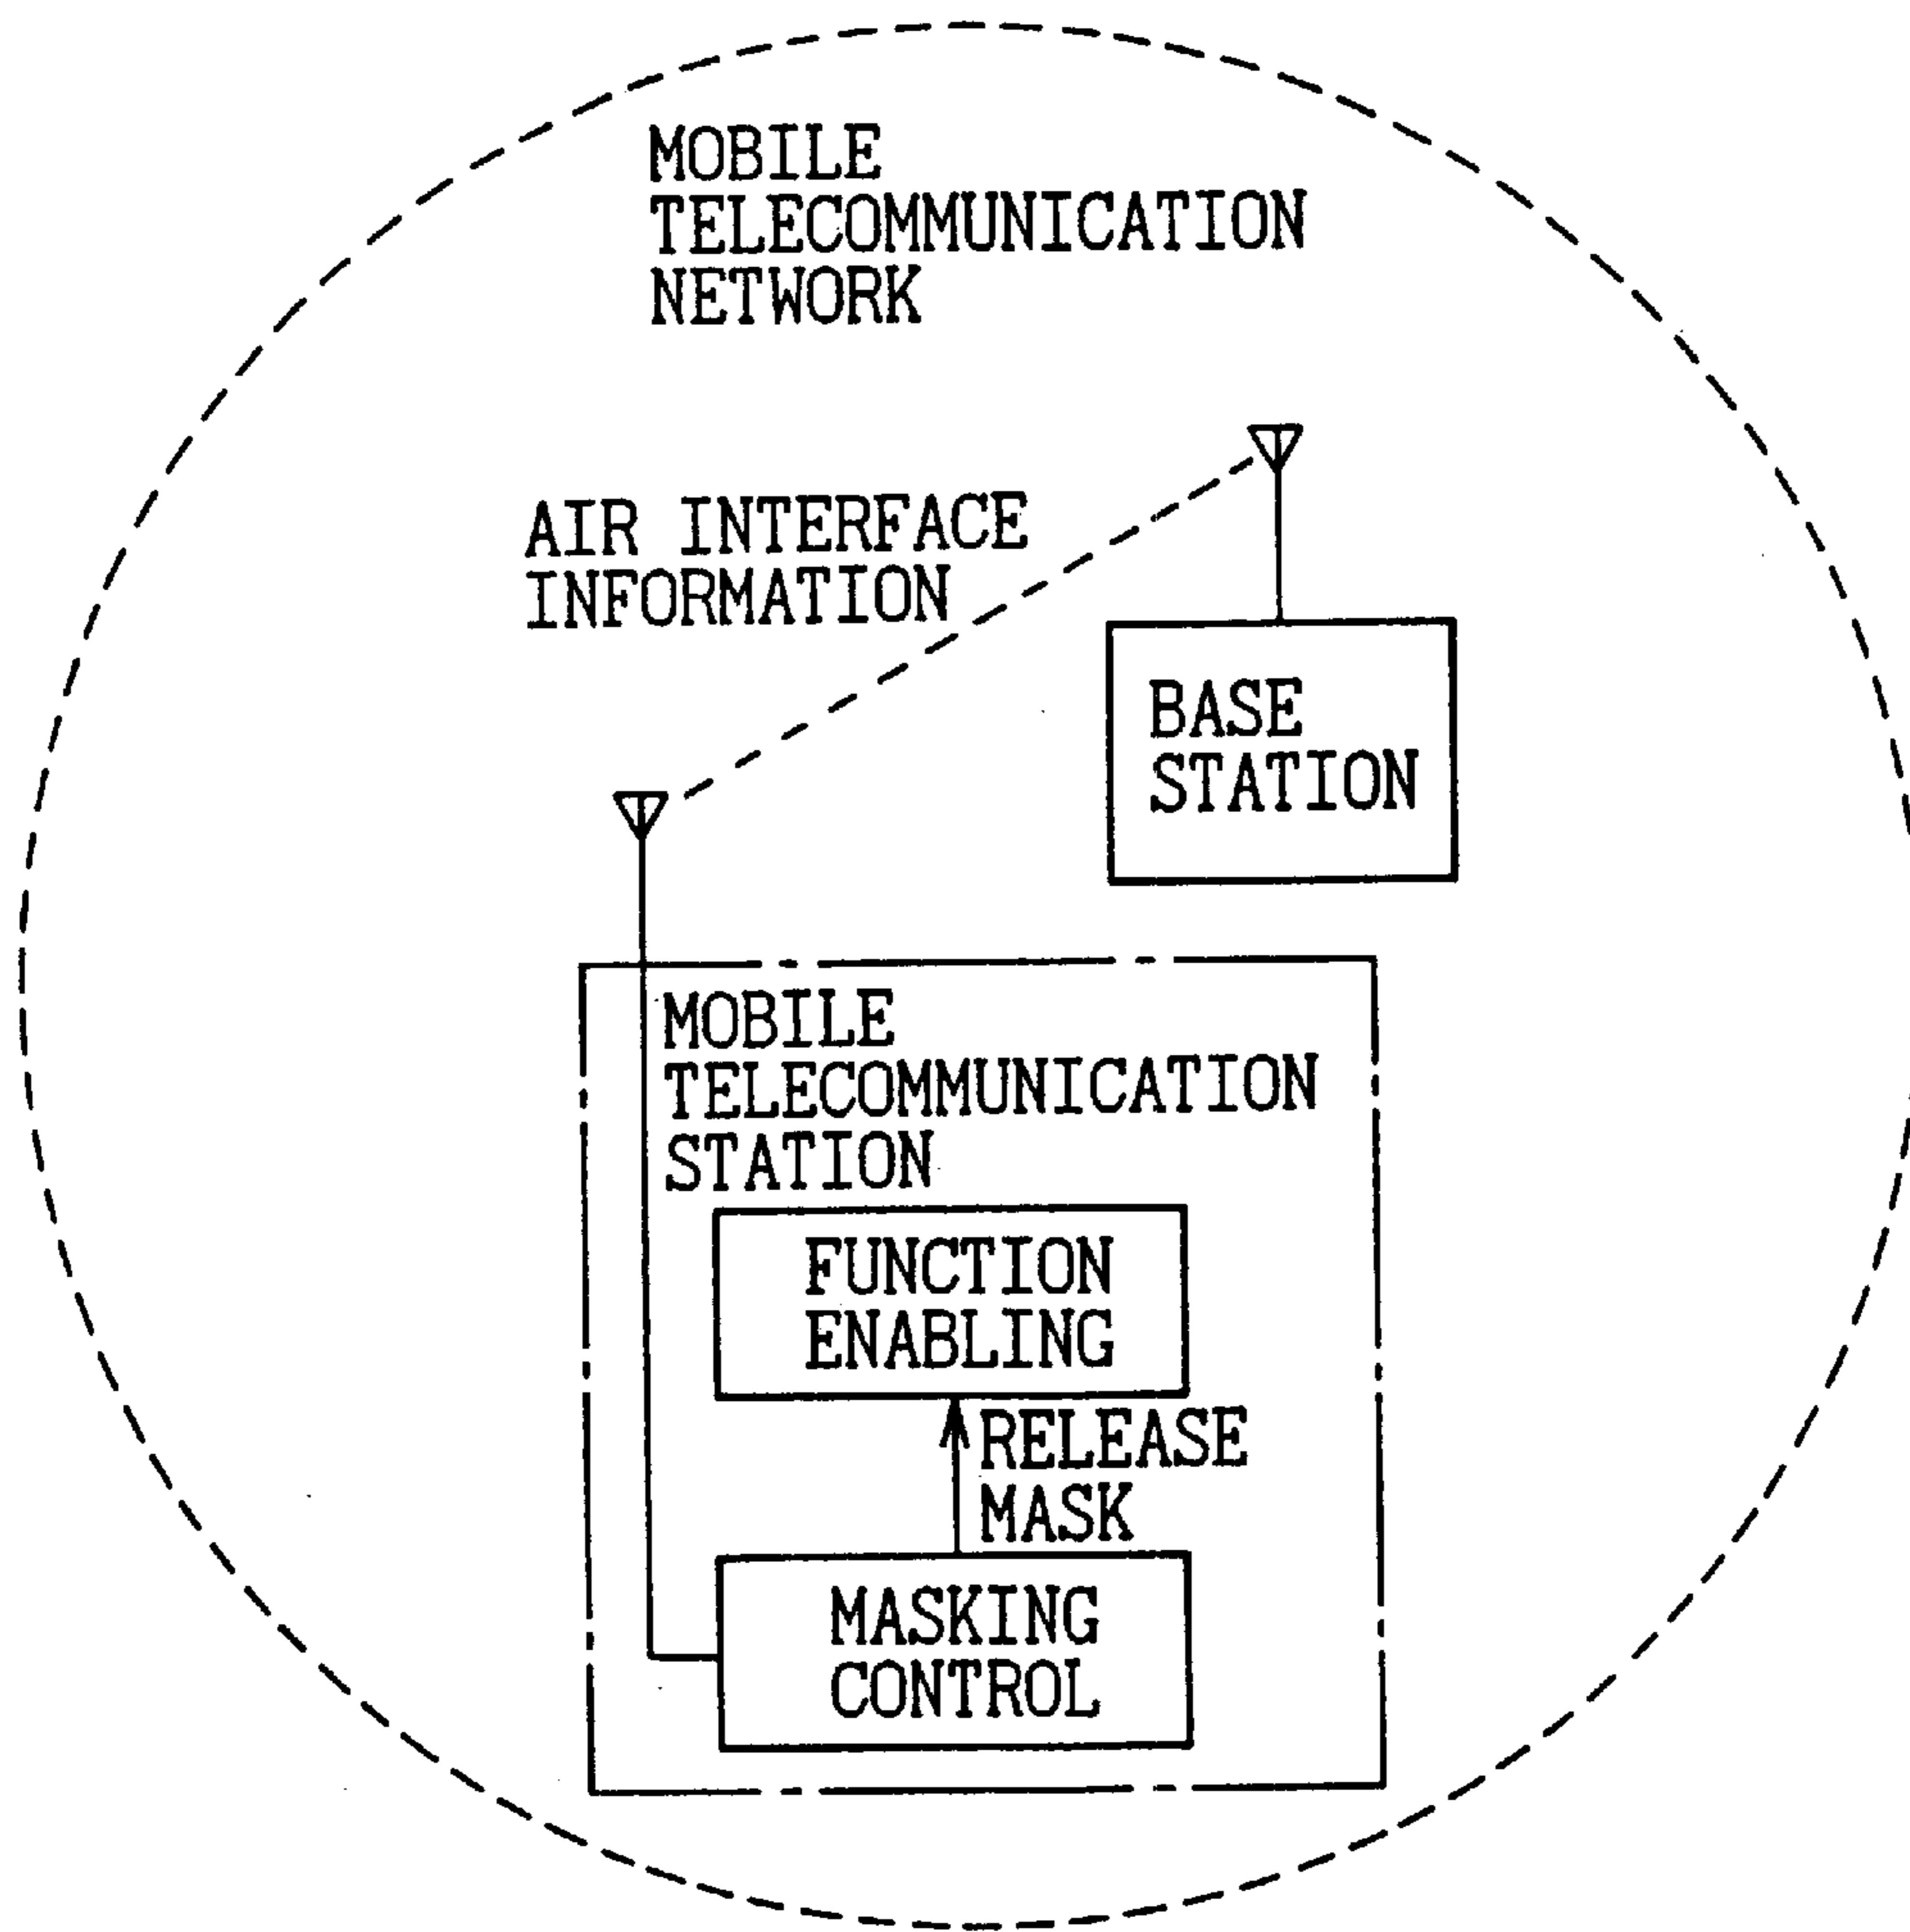 MOBILE
TELECOMMUNICATION
NETWORK
AIR INTERFACE
INFORMATION
BASE
STATION
MOBILE
TELECOMMUNICATION
STATION
FUNCTION
ENABLING
RELEASE
MASK
MASKING
CONTROL